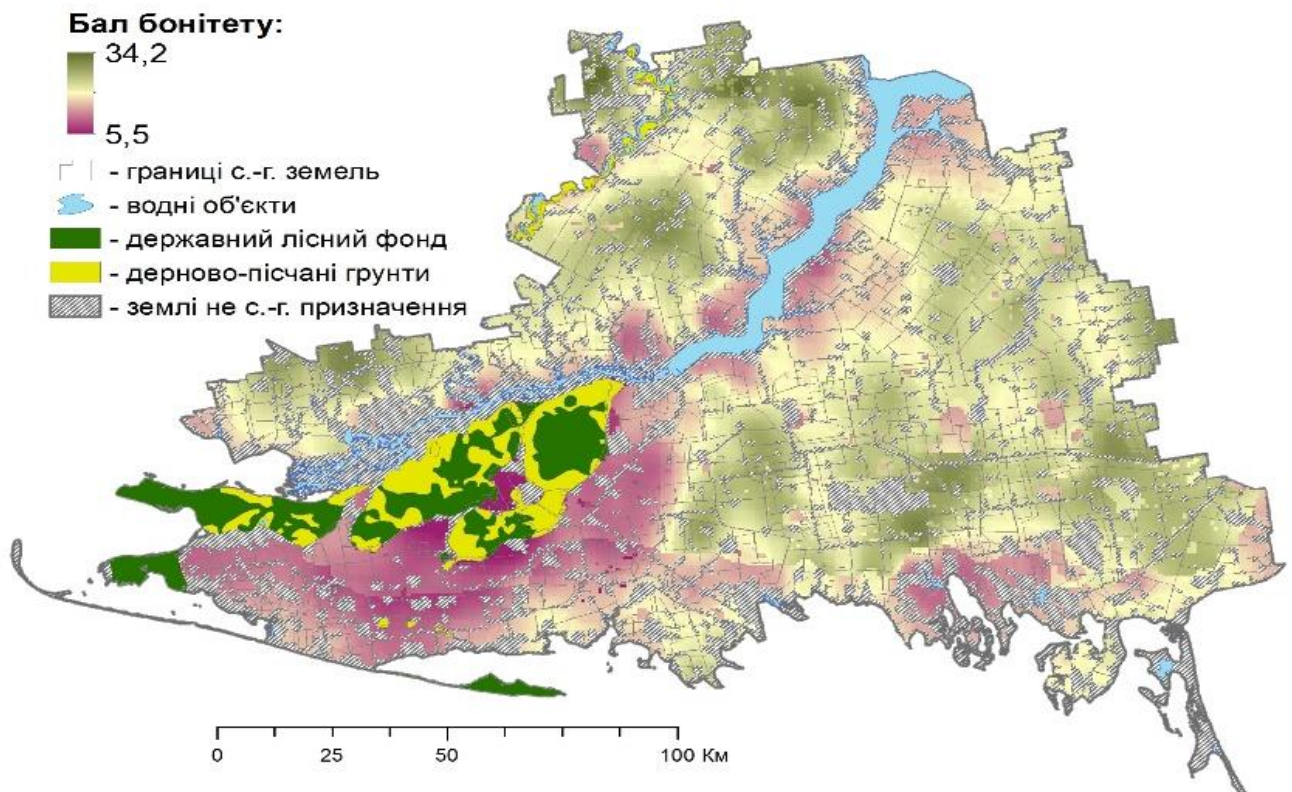 Бал бонітету:
34,2
5,5
- границі с.-г. земель
- водні об'єкти
- державний лісний фонд
- дерново-пісчані грунти
- землі не с.-г. призначення
0 25 50 100 Км